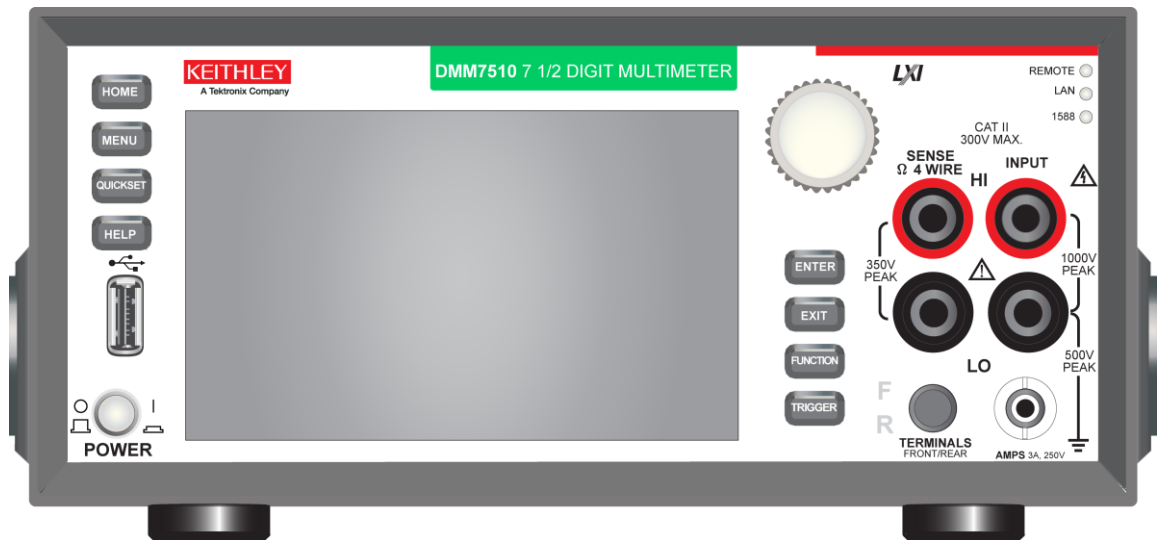 KEITHLEY
A Tektronix Company
DMM7510 7 1/2 DIGIT MULTIMETER
HOME
MENU
QUICKSET
HELP
POWER
LXI
REMOTE
LAN
1588
CAT II
300V MAX.
SENSE
Ω 4 WIRE
HI
INPUT
350V
PEAK
1000V
PEAK
LO
500V
PEAK
ENTER
EXIT
FUNCTION
TRIGGER
F
R
TERMINALS
FRONT/REAR
AMPS 3A, 250V